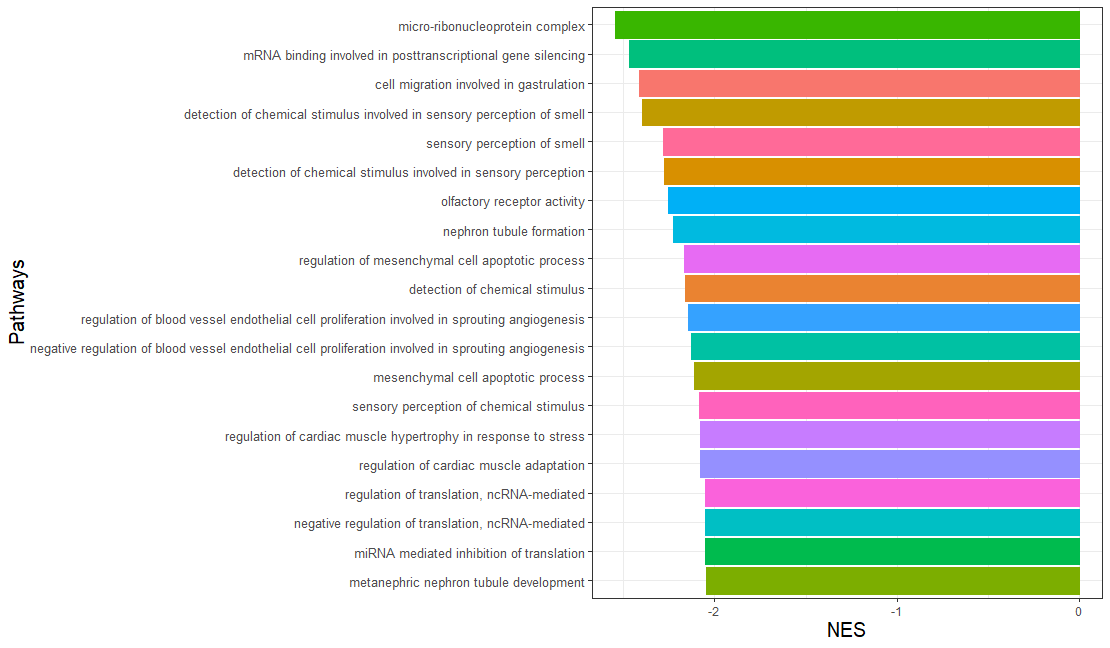 micro-ribonucleoprotein complex
mRNA binding involved in posttranscriptional gene silencing
cell migration involved in gastrulation
detection of chemical stimulus involved in sensory perception of smell
sensory perception of smell
detection of chemical stimulus involved in sensory perception
olfactory receptor activity
nephron tubule formation
regulation of mesenchymal cell apoptotic process
detection of chemical stimulus
regulation of blood vessel endothelial cell proliferation involved in sprouting angiogenesis
negative regulation of blood vessel endothelial cell proliferation involved in sprouting angiogenesis
mesenchymal cell apoptotic process
sensory perception of chemical stimulus
regulation of cardiac muscle hypertrophy in response to stress
regulation of cardiac muscle adaptation
regulation of translation, ncRNA-mediated
negative regulation of translation, ncRNA-mediated
miRNA mediated inhibition of translation
metanephric nephron tubule development
Pathways
-2 -1 0
NES